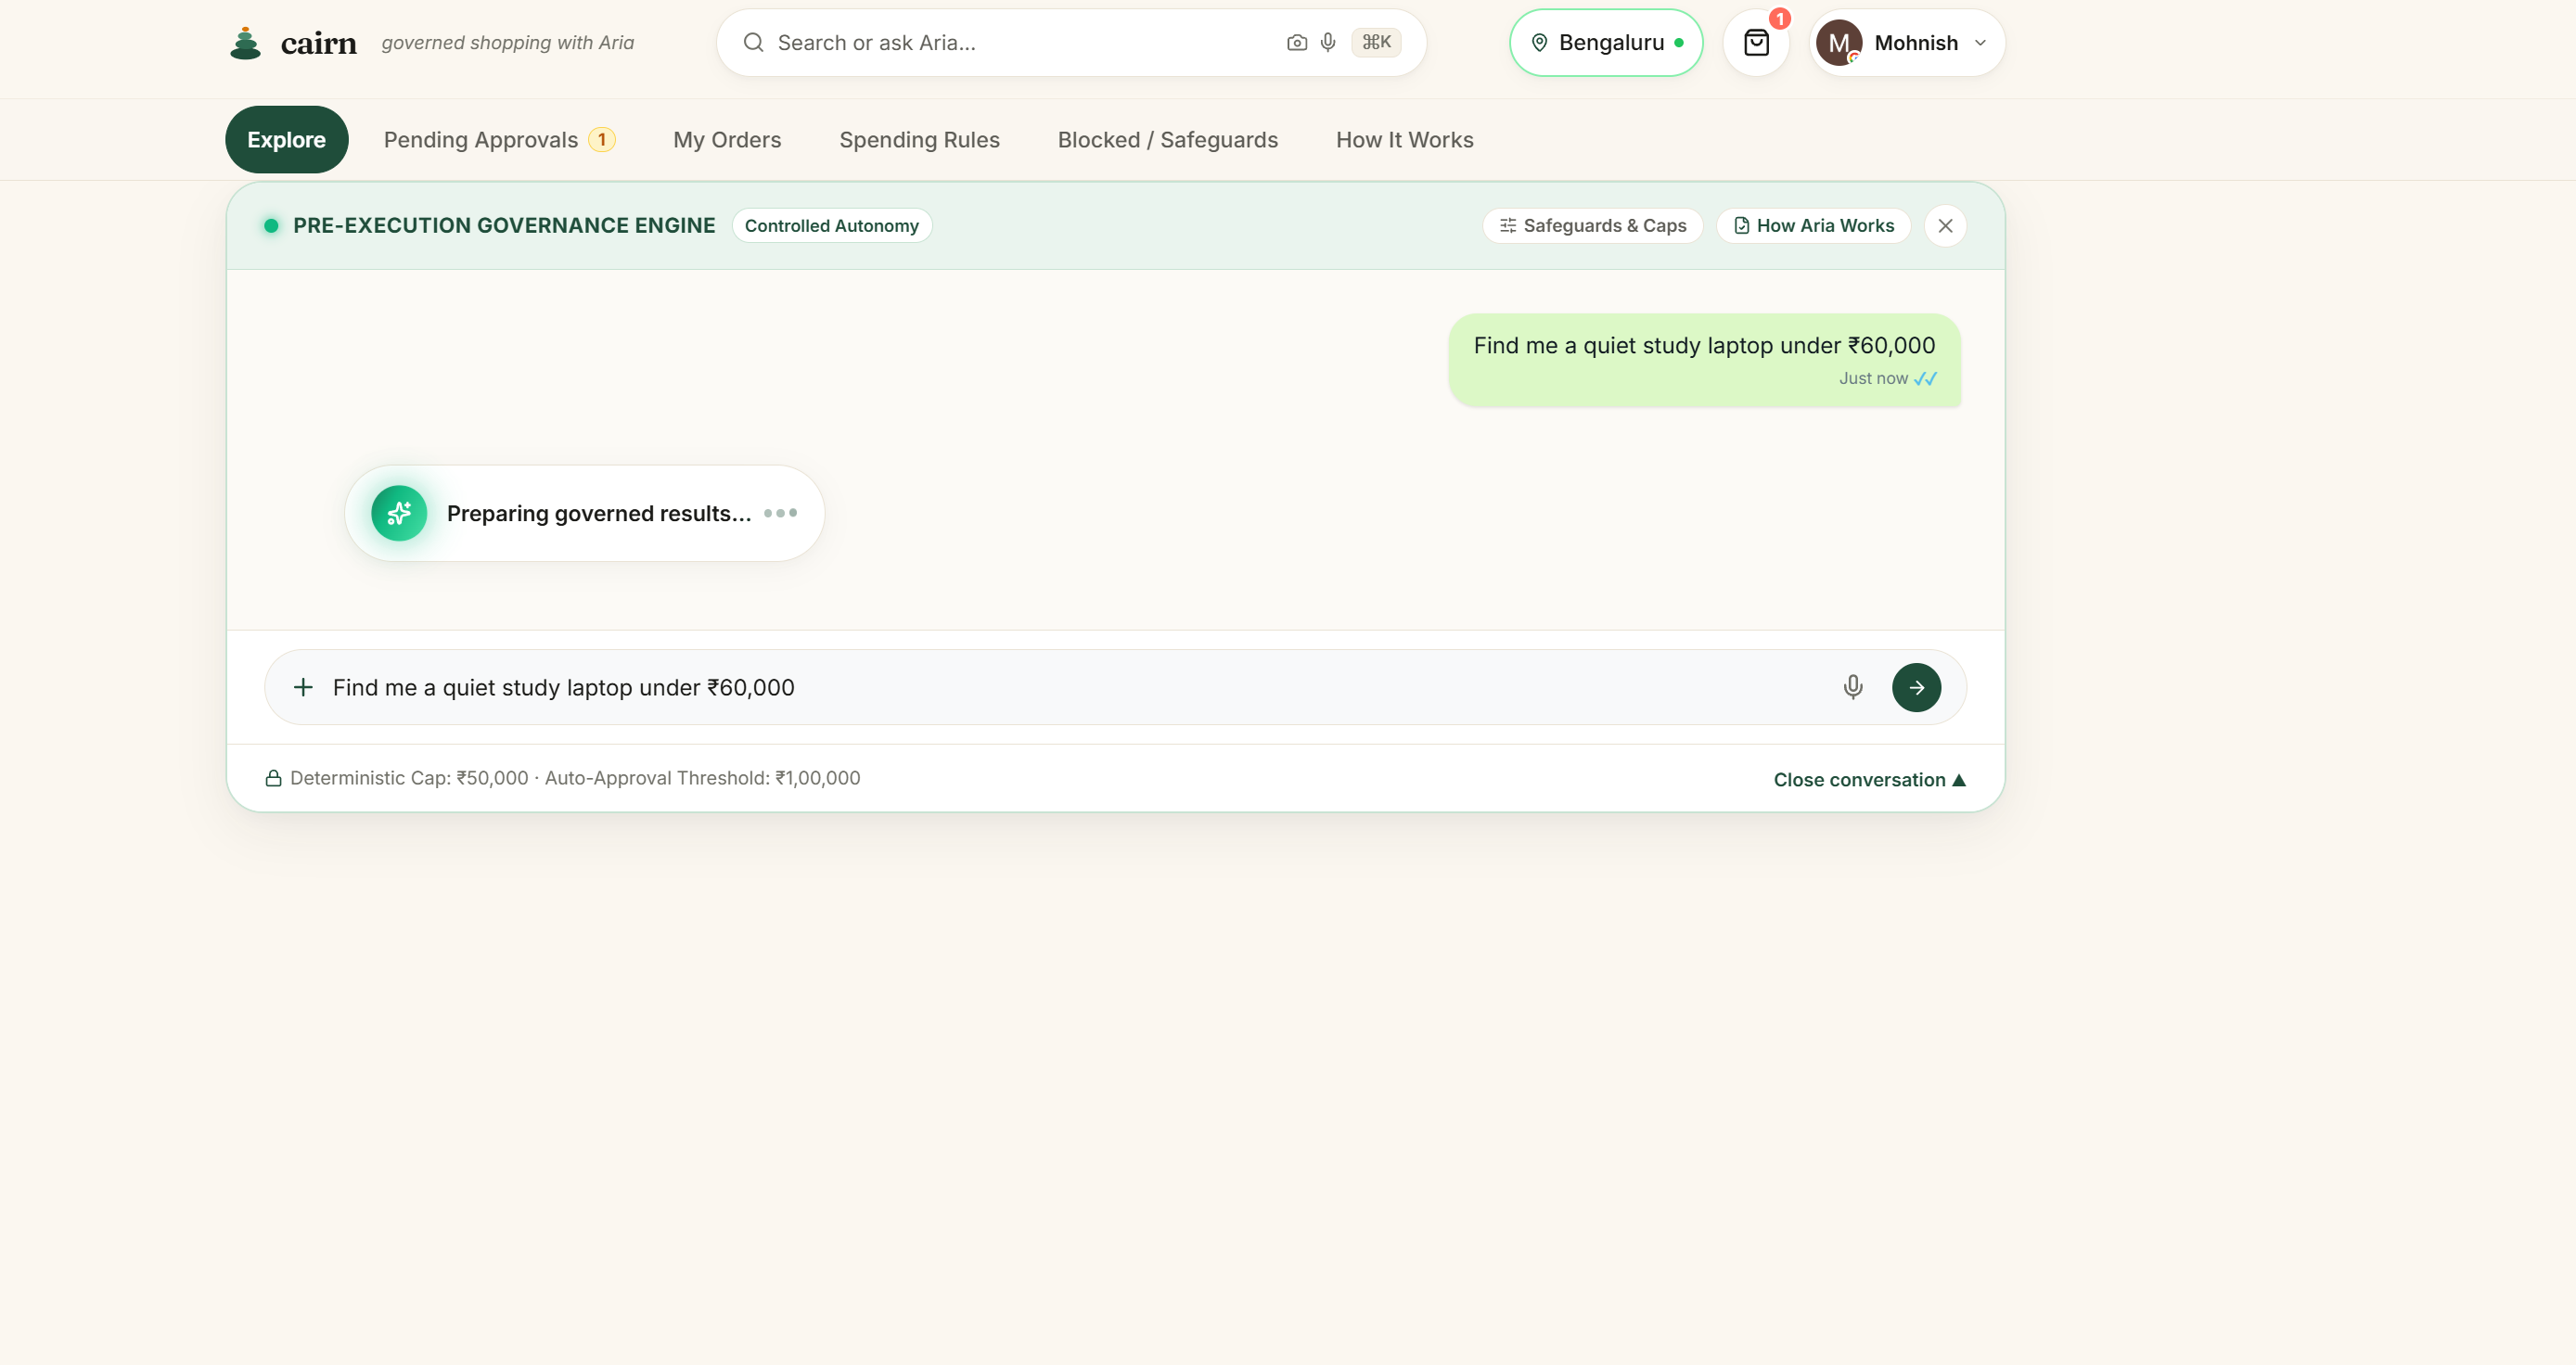 cairn governed shopping with Aria
Search or ask Aria... ⌘K
Bengaluru
1
M Mohnish
Explore Pending Approvals 1 My Orders Spending Rules Blocked / Safeguards How It Works
PRE-EXECUTION GOVERNANCE ENGINE Controlled Autonomy Safeguards & Caps How Aria Works
Find me a quiet study laptop under ₹60,000
Just now
Preparing governed results...
Find me a quiet study laptop under ₹60,000
Deterministic Cap: ₹50,000 · Auto-Approval Threshold: ₹1,00,000 Close conversation ▲